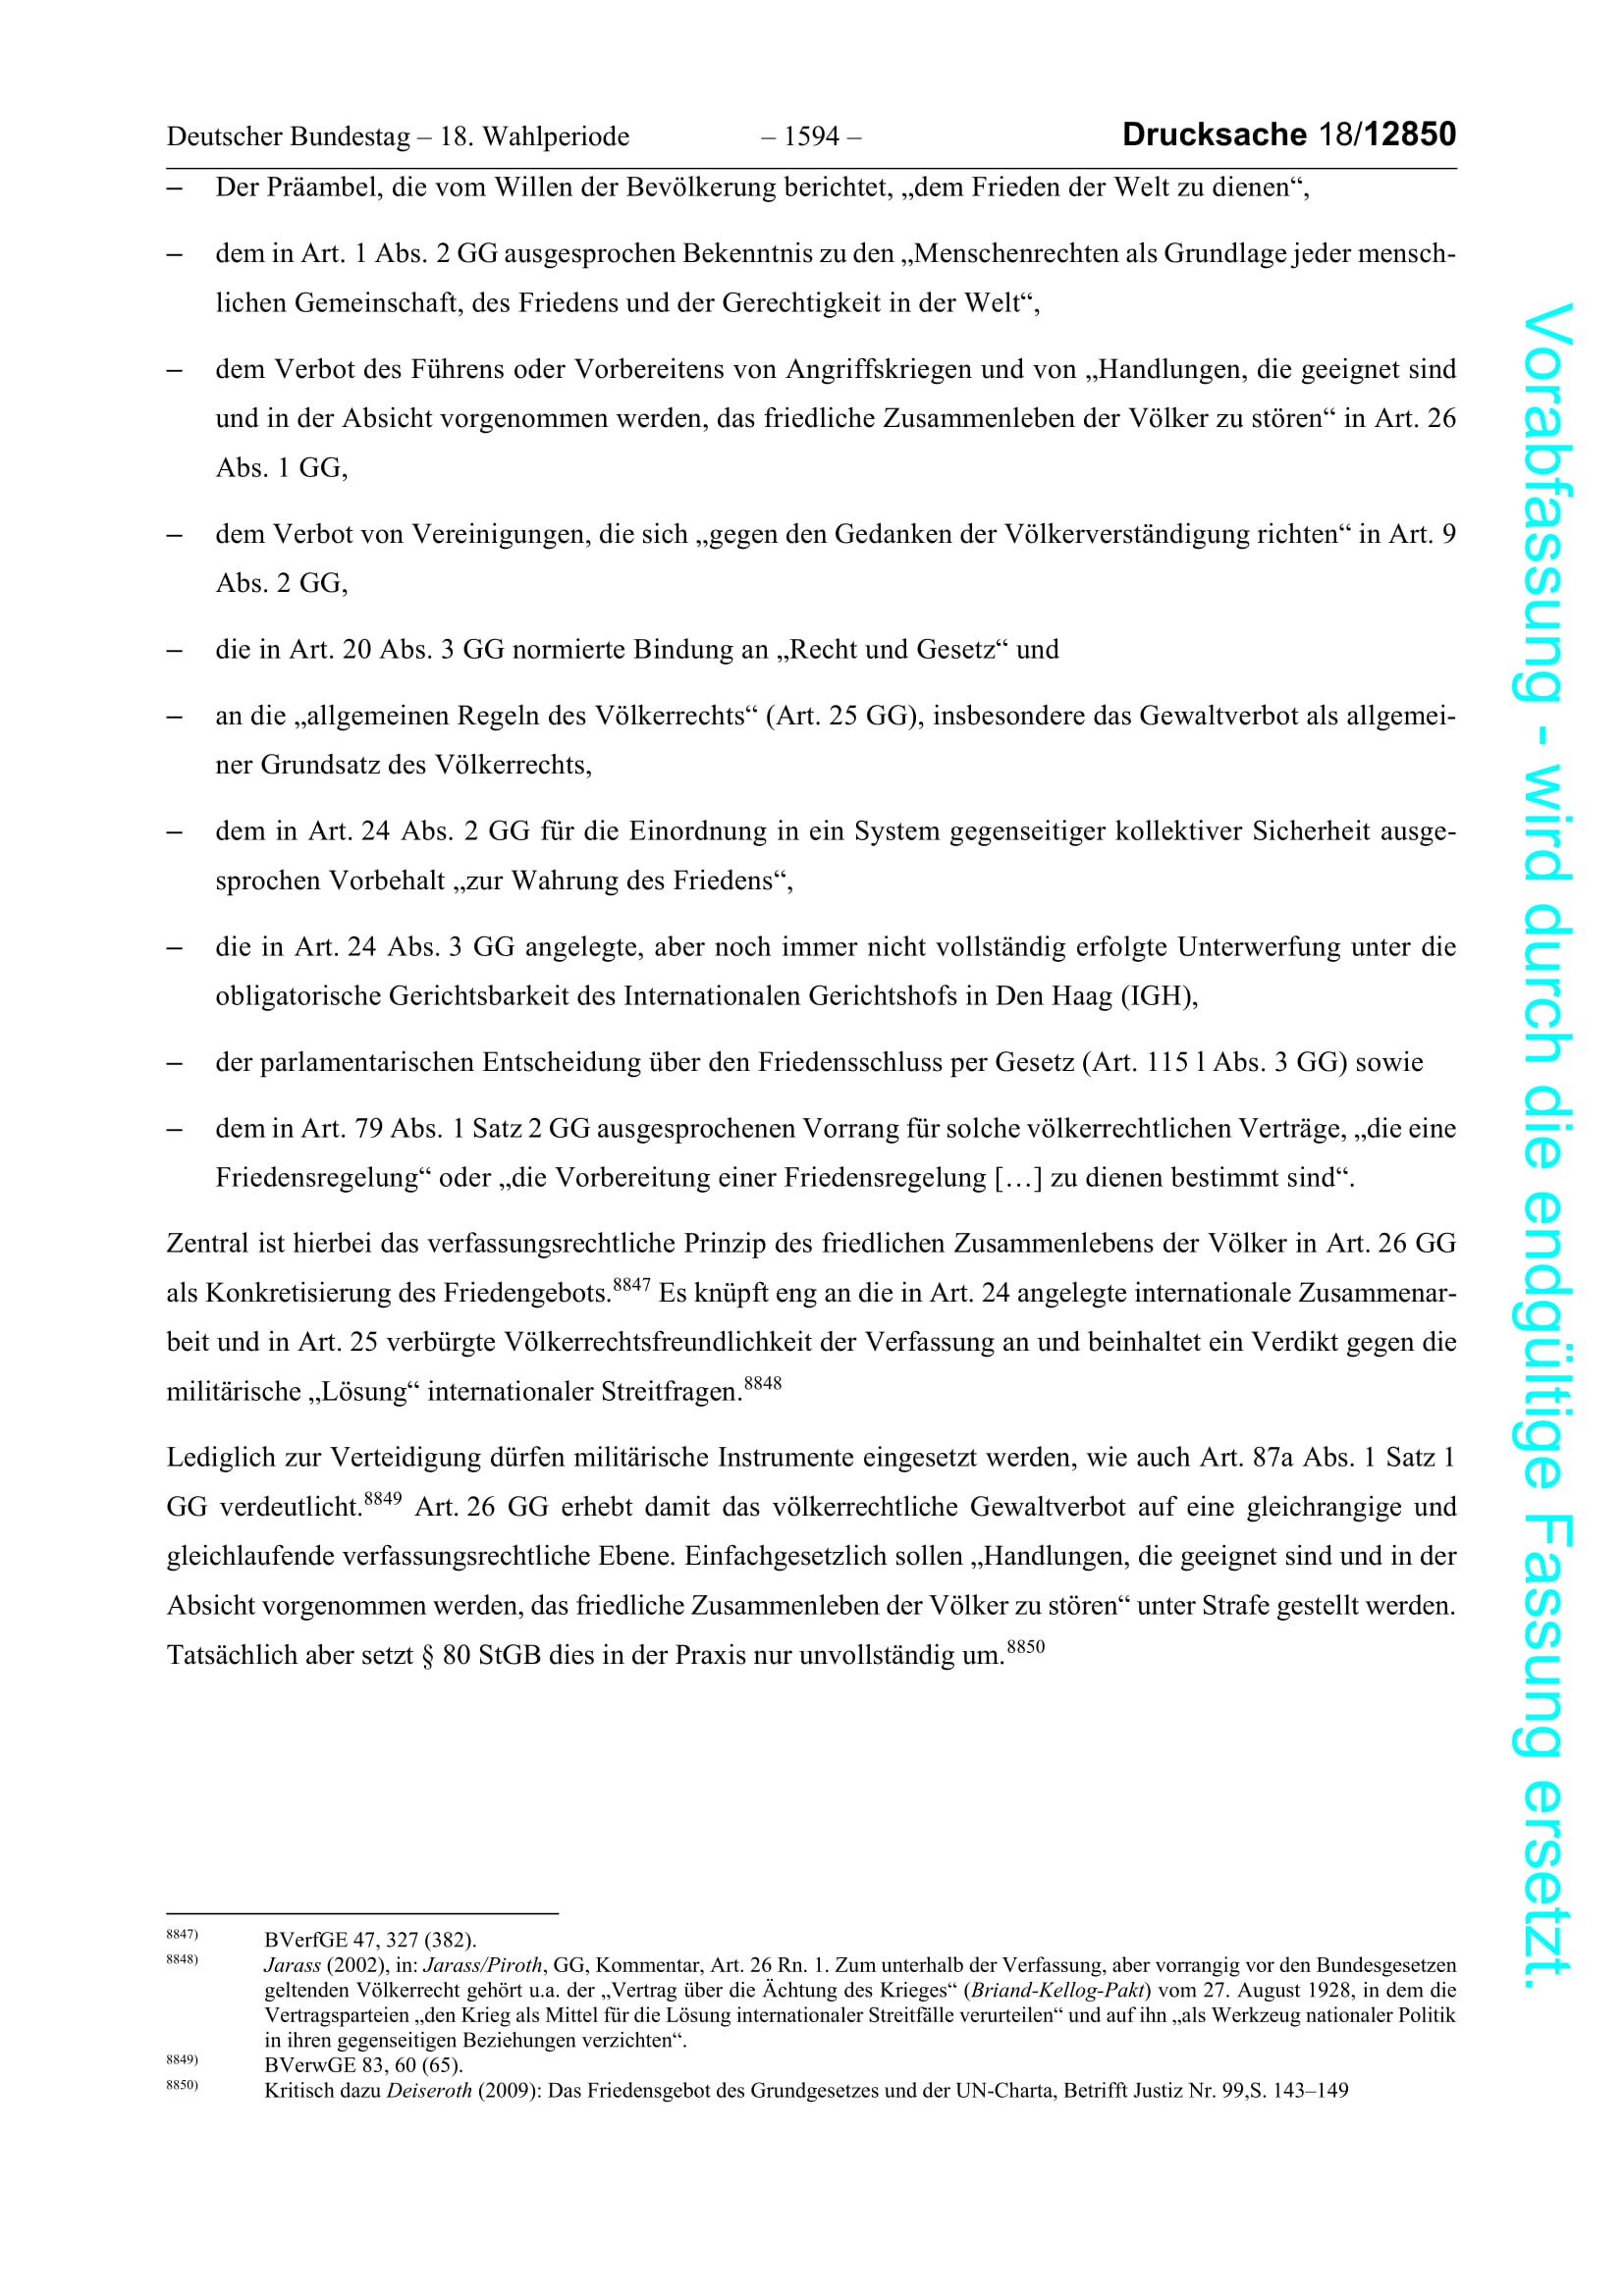 Deutscher Bundestag – 18. Wahlperiode – 1594 – Drucksache 18/12850
– Der Präambel, die vom Willen der Bevölkerung berichtet, „dem Frieden der Welt zu dienen“,
– dem in Art. 1 Abs. 2 GG ausgesprochen Bekenntnis zu den „Menschenrechten als Grundlage jeder mensch-
lichen Gemeinschaft, des Friedens und der Gerechtigkeit in der Welt“,
– dem Verbot des Führens oder Vorbereitens von Angriffskriegen und von „Handlungen, die geeignet sind
und in der Absicht vorgenommen werden, das friedliche Zusammenleben der Völker zu stören“ in Art. 26
Abs. 1 GG,
– dem Verbot von Vereinigungen, die sich „gegen den Gedanken der Völkerverständigung richten“ in Art. 9
Abs. 2 GG,
– die in Art. 20 Abs. 3 GG normierte Bindung an „Recht und Gesetz“ und
– an die „allgemeinen Regeln des Völkerrechts“ (Art. 25 GG), insbesondere das Gewaltverbot als allgemei-
ner Grundsatz des Völkerrechts,
– dem in Art. 24 Abs. 2 GG für die Einordnung in ein System gegenseitiger kollektiver Sicherheit ausge-
sprochen Vorbehalt „zur Wahrung des Friedens“,
– die in Art. 24 Abs. 3 GG angelegte, aber noch immer nicht vollständig erfolgte Unterwerfung unter die
obligatorische Gerichtsbarkeit des Internationalen Gerichtshofs in Den Haag (IGH),
– der parlamentarischen Entscheidung über den Friedensschluss per Gesetz (Art. 115 l Abs. 3 GG) sowie
– dem in Art. 79 Abs. 1 Satz 2 GG ausgesprochenen Vorrang für solche völkerrechtlichen Verträge, „die eine
Friedensregelung“ oder „die Vorbereitung einer Friedensregelung […] zu dienen bestimmt sind“.
Zentral ist hierbei das verfassungsrechtliche Prinzip des friedlichen Zusammenlebens der Völker in Art. 26 GG
als Konkretisierung des Friedengebots.8847 Es knüpft eng an die in Art. 24 angelegte internationale Zusammenar-
beit und in Art. 25 verbürgte Völkerrechtsfreundlichkeit der Verfassung an und beinhaltet ein Verdikt gegen die
militärische „Lösung“ internationaler Streitfragen.8848
Lediglich zur Verteidigung dürfen militärische Instrumente eingesetzt werden, wie auch Art. 87a Abs. 1 Satz 1
GG verdeutlicht.8849 Art. 26 GG erhebt damit das völkerrechtliche Gewaltverbot auf eine gleichrangige und
gleichlaufende verfassungsrechtliche Ebene. Einfachgesetzlich sollen „Handlungen, die geeignet sind und in der
Absicht vorgenommen werden, das friedliche Zusammenleben der Völker zu stören“ unter Strafe gestellt werden.
Tatsächlich aber setzt § 80 StGB dies in der Praxis nur unvollständig um.8850
8847) BVerfGE 47, 327 (382).
8848) Jarass (2002), in: Jarass/Piroth, GG, Kommentar, Art. 26 Rn. 1. Zum unterhalb der Verfassung, aber vorrangig vor den Bundesgesetzen
geltenden Völkerrecht gehört u.a. der „Vertrag über die Ächtung des Krieges“ (Briand-Kellog-Pakt) vom 27. August 1928, in dem die
Vertragsparteien „den Krieg als Mittel für die Lösung internationaler Streitfälle verurteilen“ und auf ihn „als Werkzeug nationaler Politik
in ihren gegenseitigen Beziehungen verzichten“.
8849) BVerwGE 83, 60 (65).
8850) Kritisch dazu Deiseroth (2009): Das Friedensgebot des Grundgesetzes und der UN-Charta, Betrifft Justiz Nr. 99,S. 143–149
Vorabfassung - wird durch die endgültige Fassung ersetzt.